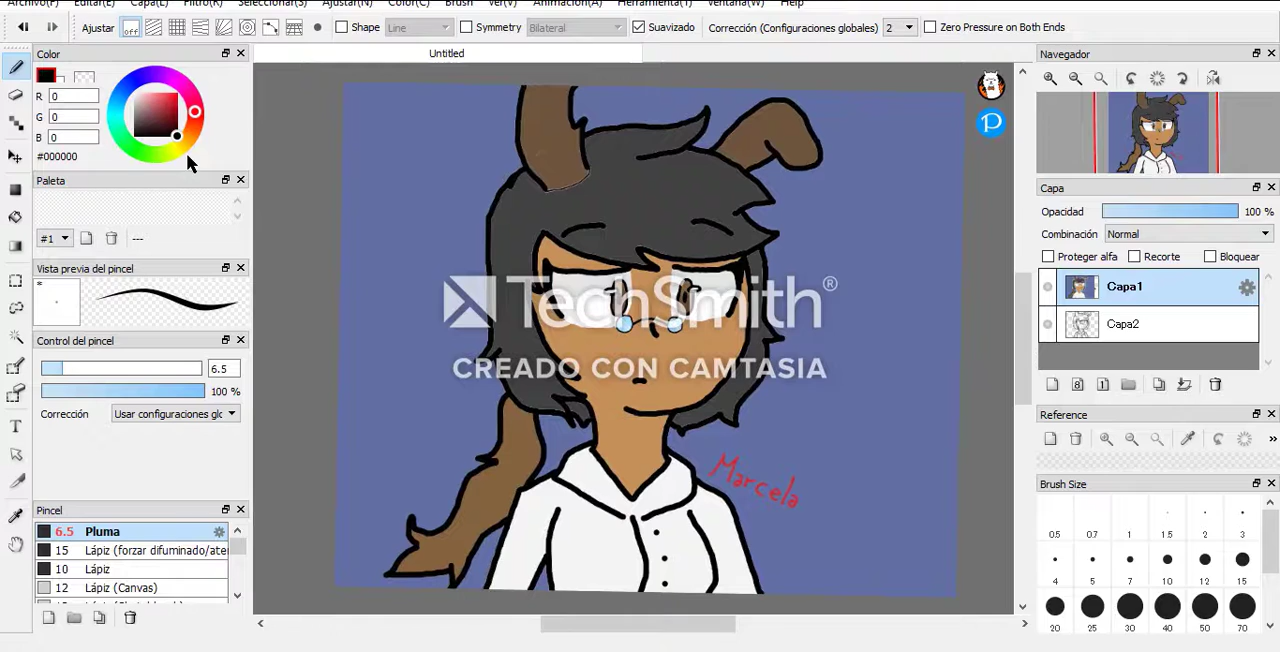 Archivo(F) Editar(E) Capa(L) Filtro(R) Seleccionar(S) Ajustar(N) Color(C) Brush Ver(V) Animación(A) Herramienta(T) Ventana(W) Help
Ajustar off Shape Line Symmetry Bilateral Suavizado Corrección (Configuraciones globales) 2 Zero Pressure on Both Ends
Color
Untitled
Navegador
R 0
G 0
B 0
#000000
Paleta
#1 ---
Vista previa del pincel
*
Control del pincel
6.5
100 %
Corrección Usar configuraciones glo
Pincel
6.5 Pluma
15 Lápiz (forzar difuminado/ate
10 Lápiz
12 Lápiz (Canvas)
TechSmith®
CREADO CON CAMTASIA
Marcela
P
Capa
Opacidad 100 %
Combinación Normal
Proteger alfa Recorte Bloquear
Capa1
Capa2
8 1
Reference
»
Brush Size
0.5 0.7 1 1.5 2 3
4 5 7 10 12 15
20 25 30 40 50 70
T